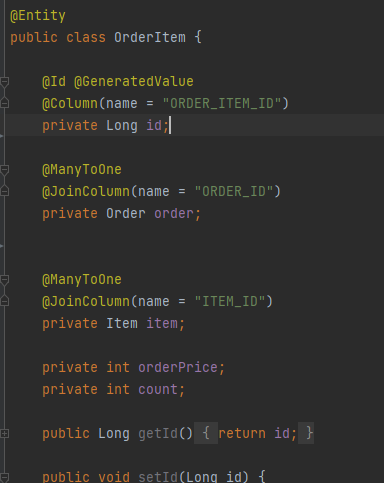 @Entity
public class OrderItem {
@Id @GeneratedValue
@Column(name = "ORDER_ITEM_ID")
private Long id;
@ManyToOne
@JoinColumn(name = "ORDER_ID")
private Order order;
@ManyToOne
@JoinColumn(name = "ITEM_ID")
private Item item;
private int orderPrice;
private int count;
public Long getId() { return id; }
public void setId(Long id) {